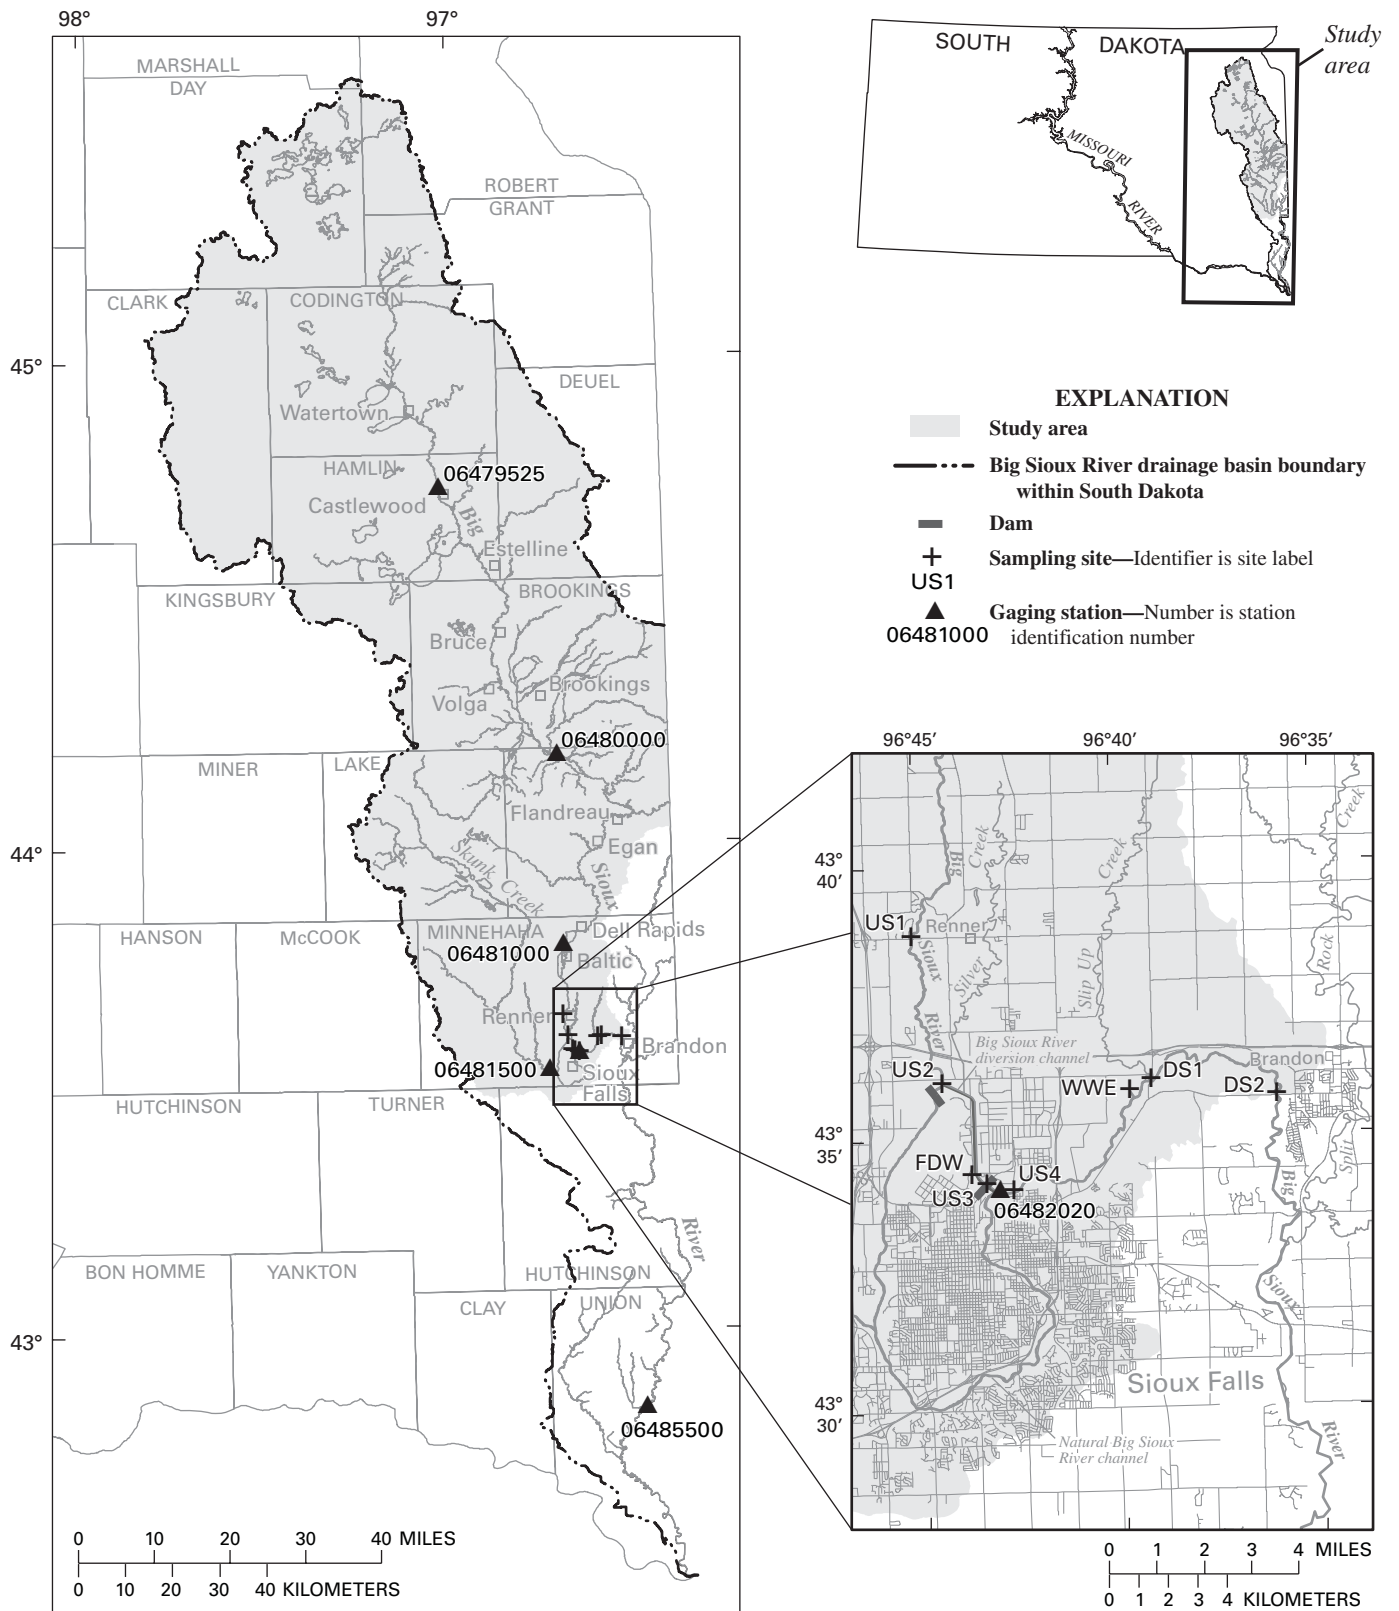 98°
97°
MARSHALL
DAY
ROBERT
GRANT
CLARK
CODINGTON
45°
DEUEL
Watertown
HAMLIN
06479525
Castlewood
Big
Estelline
KINGSBURY
BROOKINGS
Bruce
Brookings
Volga
06480000
MINER
LAKE
Flandreau
44°
Egan
Skunk Creek
Sioux
HANSON
McCOOK
MINNEHAHA
Dell Rapids
06481000
Baltic
Renner
Brandon
06481500
Sioux
Falls
HUTCHINSON
TURNER
River
BON HOMME
YANKTON
HUTCHINSON
CLAY
UNION
43°
06485500
0 10 20 30 40 MILES
0 10 20 30 40 KILOMETERS
SOUTH DAKOTA
Study
area
MISSOURI
RIVER
EXPLANATION
Study area
Big Sioux River drainage basin boundary
within South Dakota
Dam
Sampling site—Identifier is site label
US1
Gaging station—Number is station
06481000 identification number
96°45′ 96°40′ 96°35′
43°
40′
Big
Creek
Creek
Creek
US1
Renner
Sioux
Silver
Slip Up
Rock
River
Big Sioux River
diversion channel
US2
WWE
DS1
Brandon
DS2
43°
35′
FDW
US4
US3
06482020
Split
Big
Sioux
Sioux Falls
43°
30′
Natural Big Sioux
River channel
River
0 1 2 3 4 MILES
0 1 2 3 4 KILOMETERS